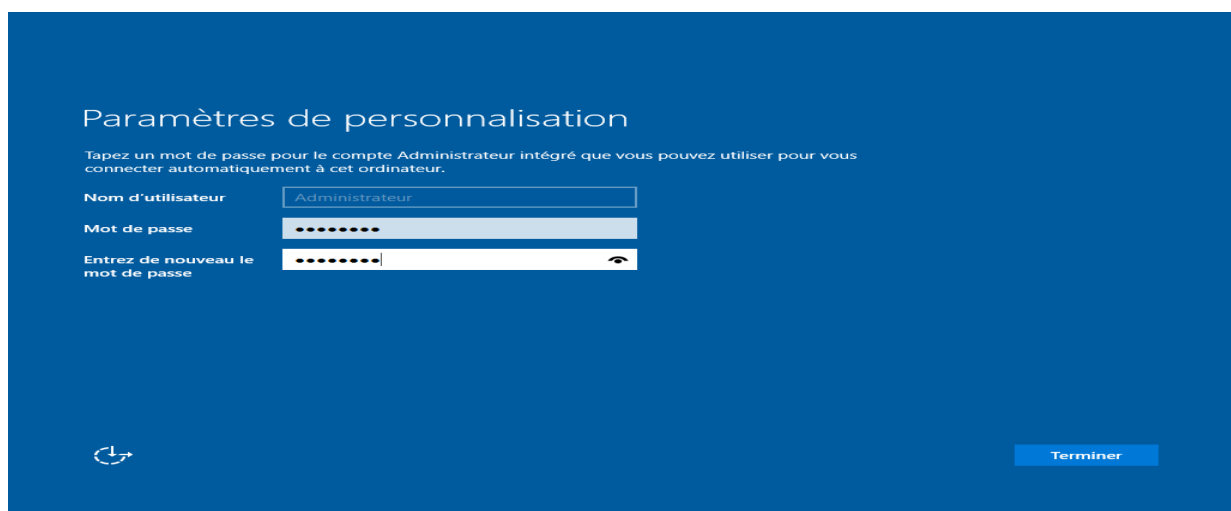 Paramètres de personnalisation
Tapez un mot de passe pour le compte Administrateur intégré que vous pouvez utiliser pour vous
connecter automatiquement à cet ordinateur.
Nom d'utilisateur Administrateur
Mot de passe ••••••••
Entrez de nouveau le ••••••••
mot de passe
Terminer